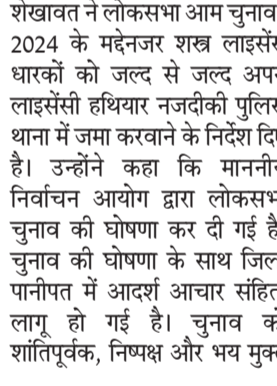 शेखावत ने लोकसभा आम चुनाव
2024 के मद्देनजर शस्त्र लाइसें
धारकों को जल्द से जल्द अप
लाइसेंसी हथियार नजदीकी पुलि
थाना में जमा करवाने के निर्देश दि
है। उन्होंने कहा कि माननी
निर्वाचन आयोग द्वारा लोकसभ
चुनाव की घोषणा कर दी गई है
चुनाव की घोषणा के साथ जिल
पानीपत में आदर्श आचार संहित
लागू हो गई है। चुनाव क
शांतिपूर्वक, निष्पक्ष और भय मुक्